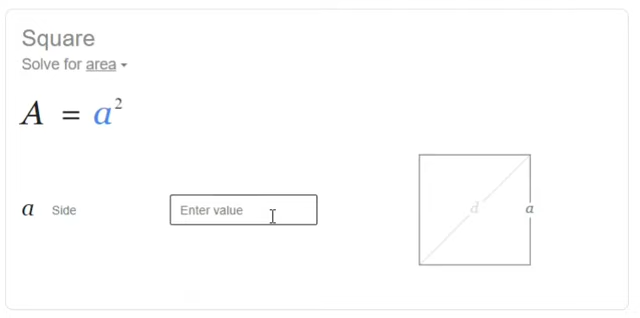 Square
Solve for area
A = a²
a Side Enter value
d a